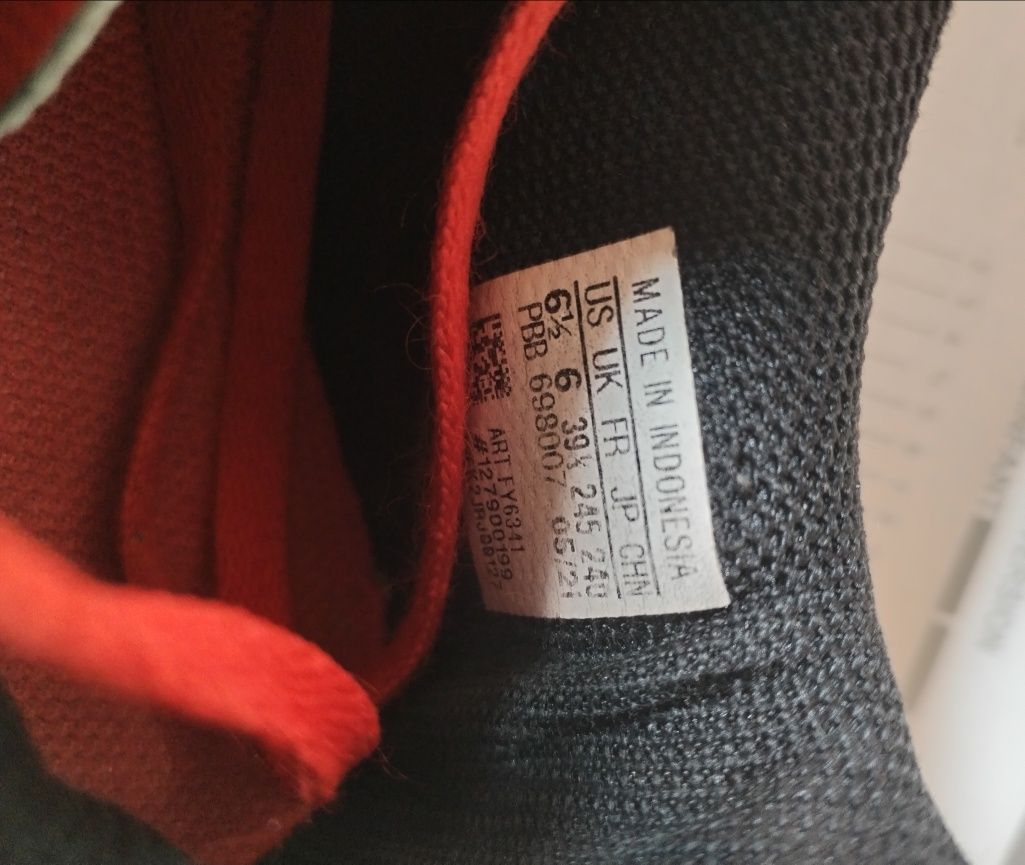 MADE IN INDONESIA
US UK FR JP CHN
6½ 6 39⅓ 245 240
PBB 698007 05/21
ART FY6341
#127900199